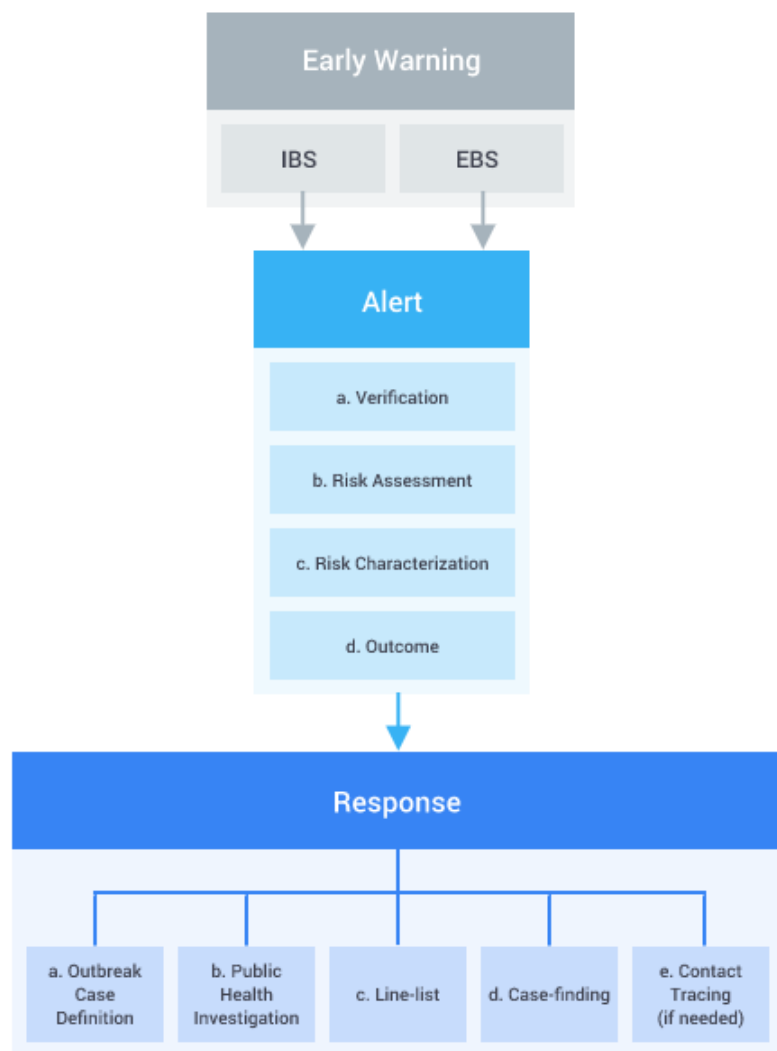 Early Warning
IBS
EBS
Alert
a. Verification
b. Risk Assessment
c. Risk Characterization
d. Outcome
Response
a. Outbreak
Case
Definition
b. Public
Health
Investigation
c. Line-list
d. Case-finding
e. Contact
Tracing
(if needed)